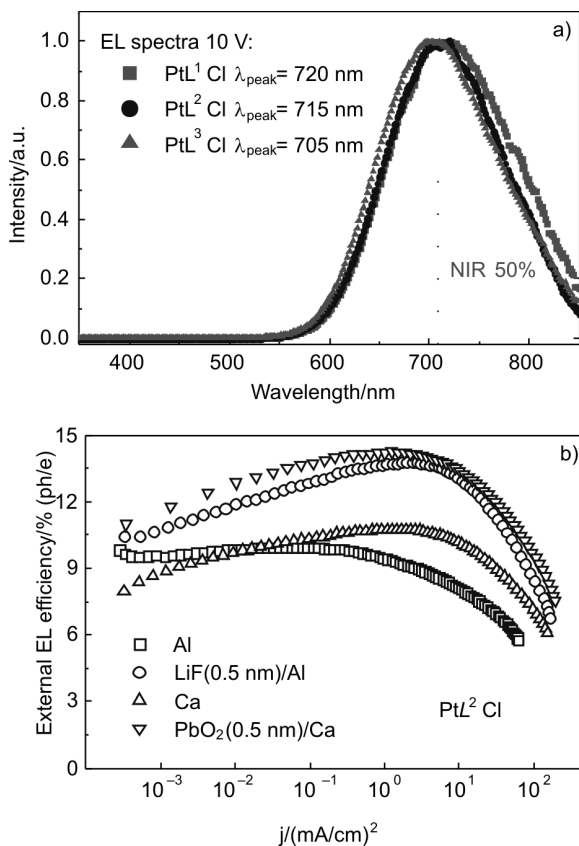 a)
EL spectra 10 V:
PtL¹ Cl λpeak= 720 nm
PtL² Cl λpeak= 715 nm
PtL³ Cl λpeak= 705 nm
NIR 50%
Intensity/a.u.
1.0
0.8
0.6
0.4
0.2
0.0
400 500 600 700 800
Wavelength/nm
b)
External EL efficiency/% (ph/e)
15
12
9
6
3
0
Al
LiF(0.5 nm)/Al
Ca
PbO₂(0.5 nm)/Ca
PtL² Cl
10⁻³ 10⁻² 10⁻¹ 10⁰ 10¹ 10²
j/(mA/cm)²